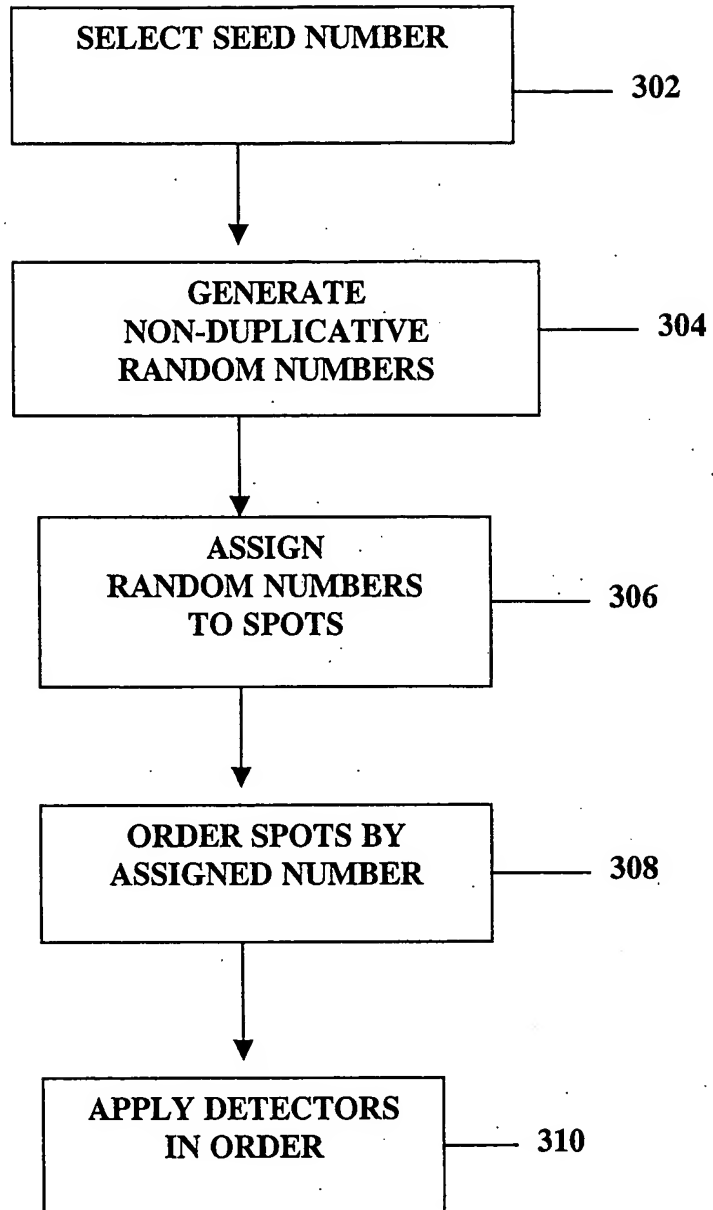 SELECT SEED NUMBER
302
GENERATE
NON-DUPLICATIVE
RANDOM NUMBERS
304
ASSIGN
RANDOM NUMBERS
TO SPOTS
306
ORDER SPOTS BY
ASSIGNED NUMBER
308
APPLY DETECTORS
IN ORDER
310